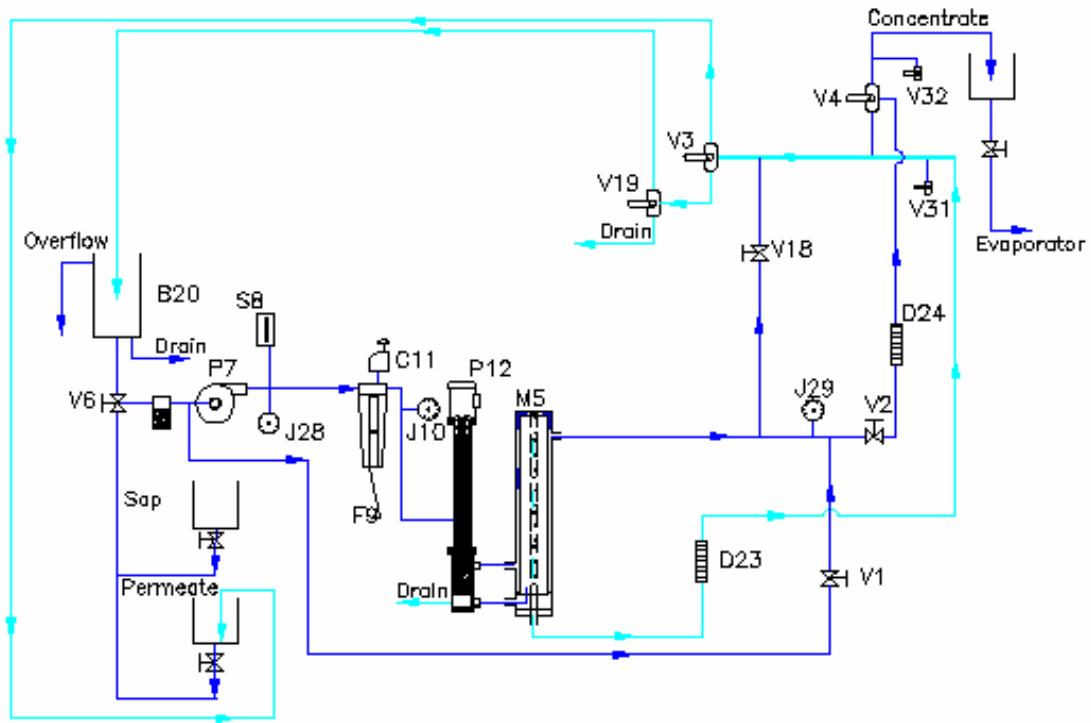 Concentrate
V32
V4
V3
V31
V19
Drain
V18
Evaporator
Overflow
B20
S8
D24
Drain
C11
P12
P7
M5
J29
V2
V6
J28
J10
Sap
F9
D23
V1
Permeate
Drain